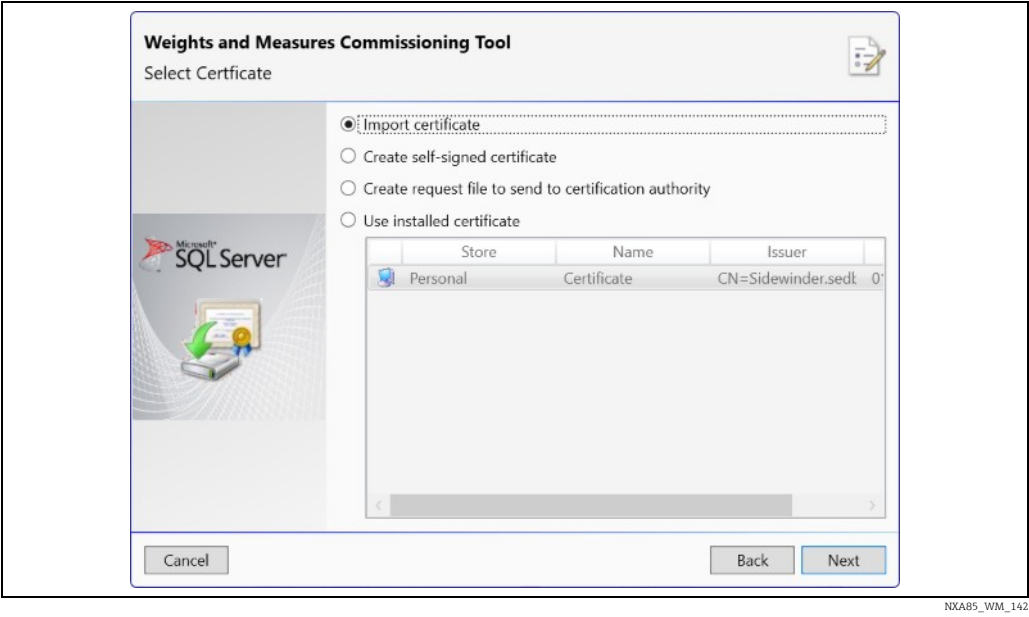 Weights and Measures Commissioning Tool
Select Certficate
Import certificate
Create self-signed certificate
Create request file to send to certification authority
Use installed certificate
Store Name Issuer
Personal Certificate CN=Sidewinder.sedb 0
Microsoft
SQL Server
Cancel Back Next
NXA85_WM_142